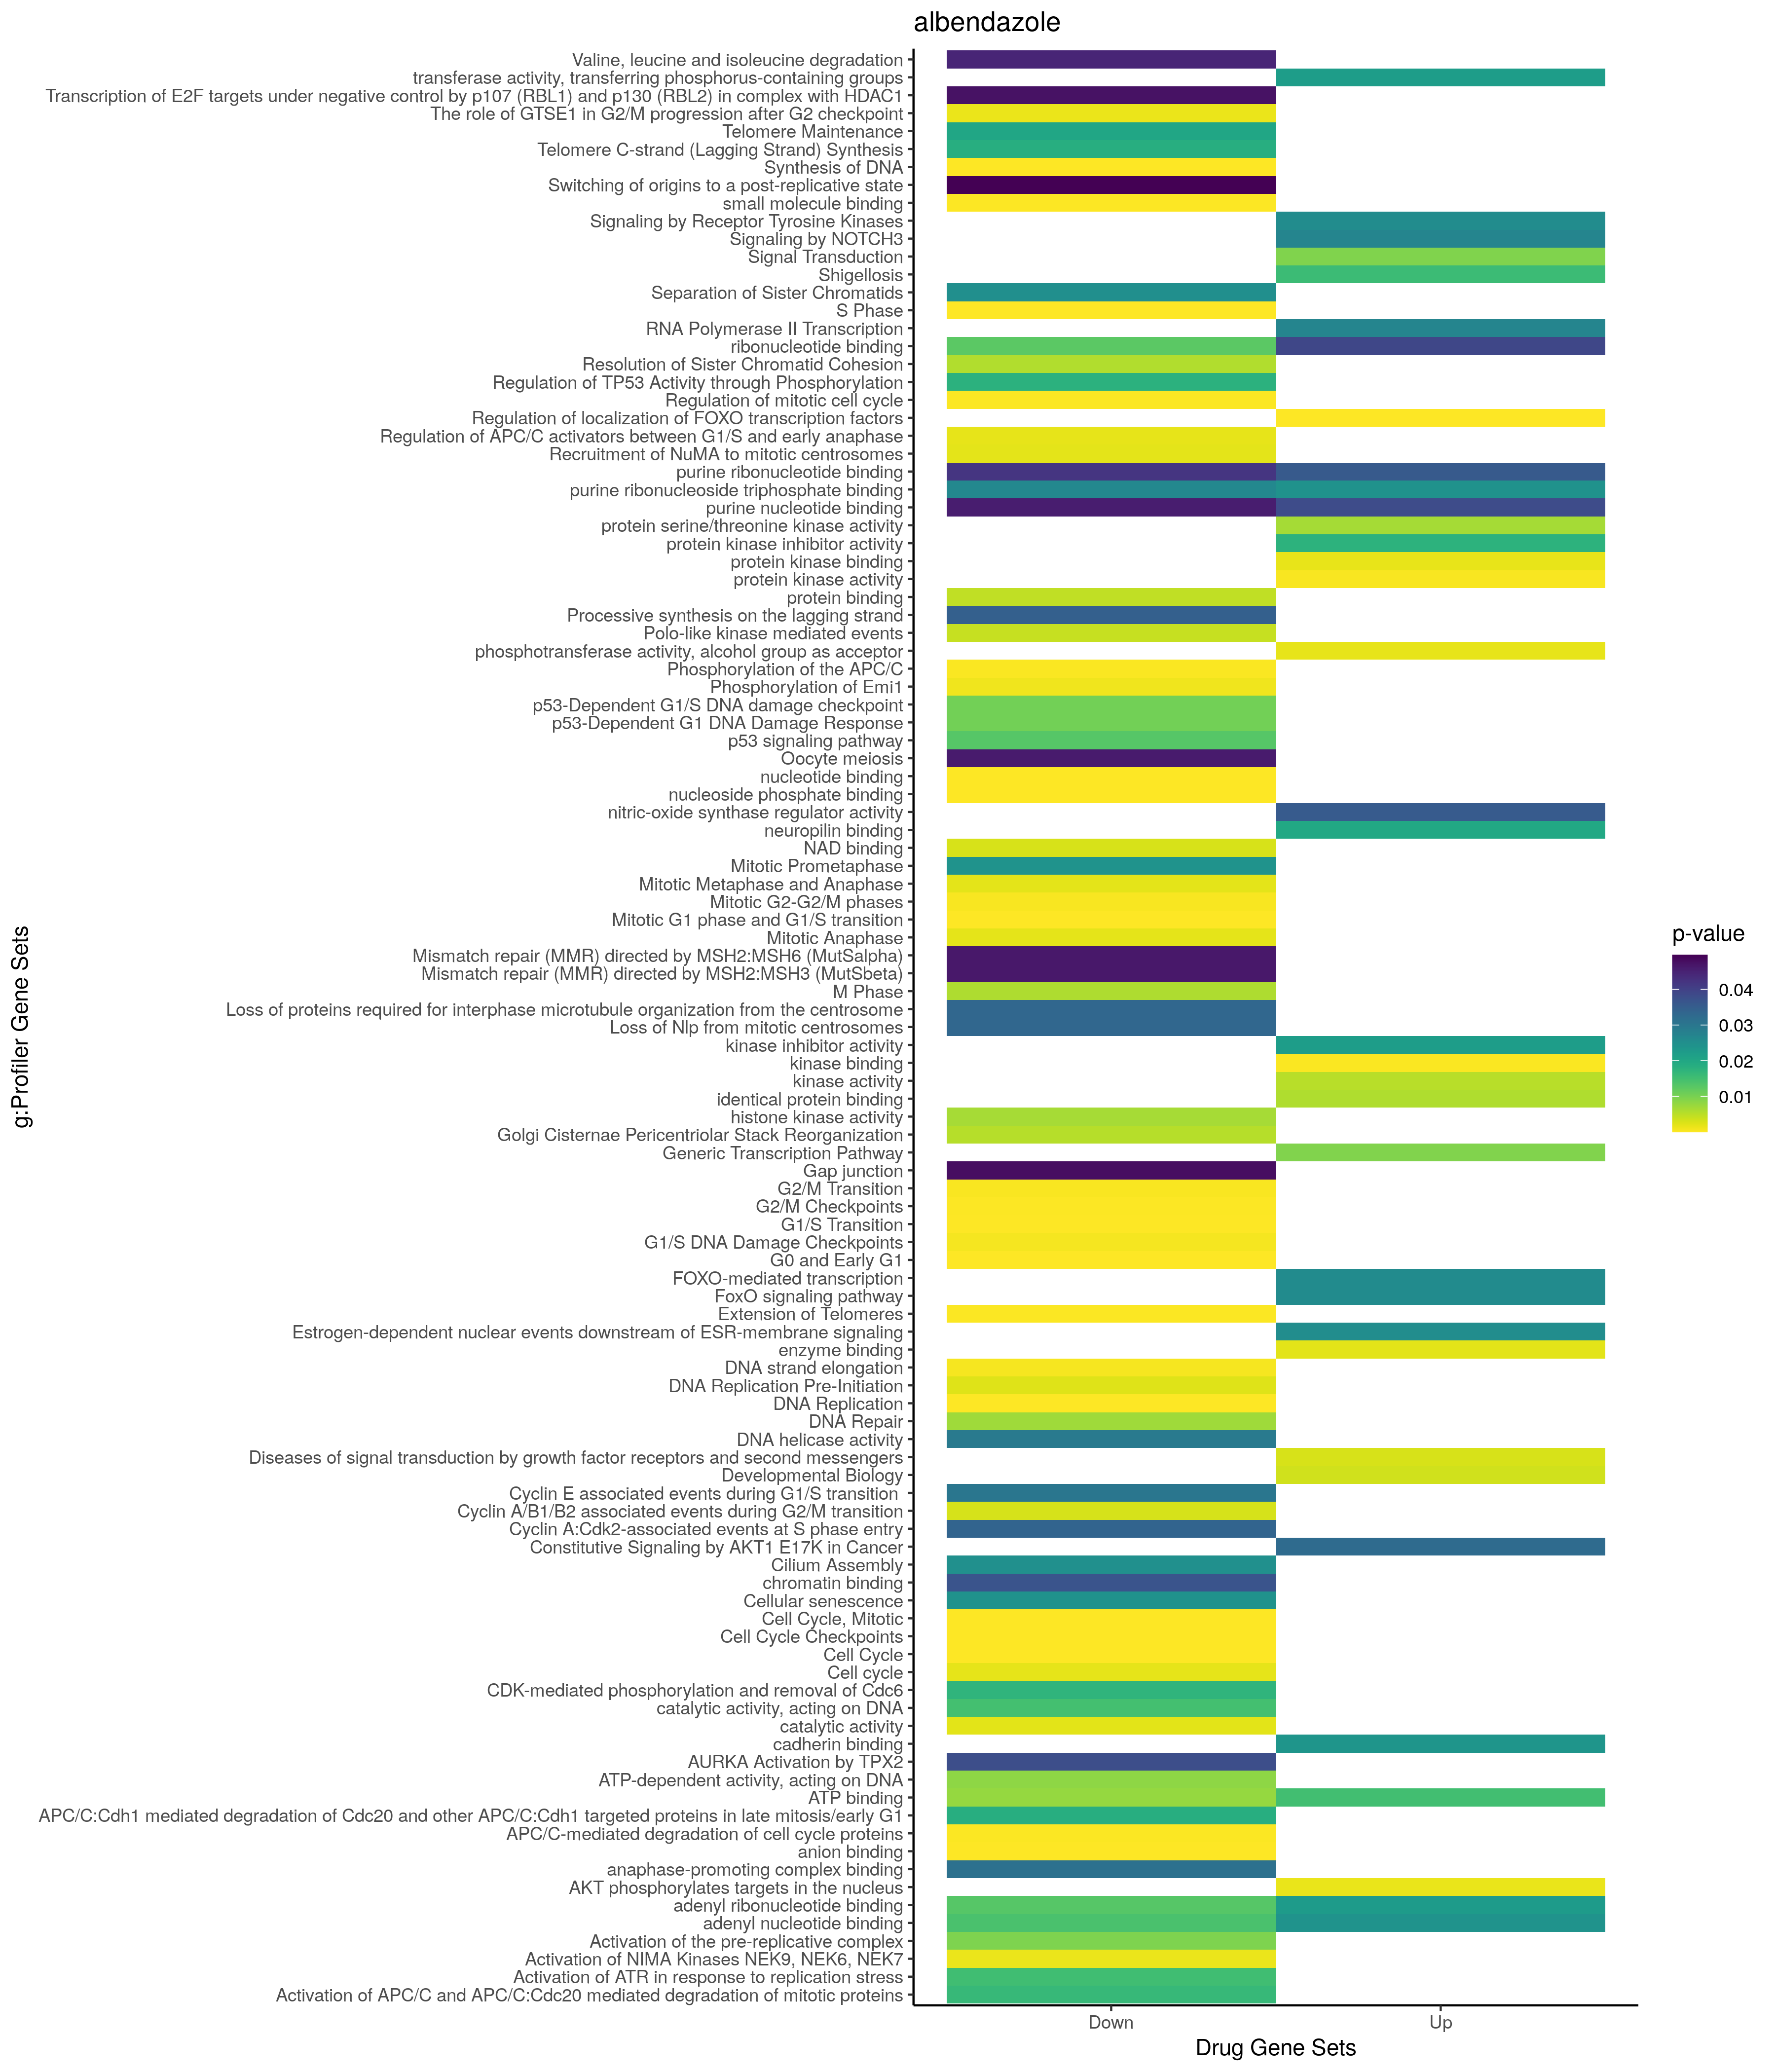 albendazole
Valine, leucine and isoleucine degradation
transferase activity, transferring phosphorus-containing groups
Transcription of E2F targets under negative control by p107 (RBL1) and p130 (RBL2) in complex with HDAC1
The role of GTSE1 in G2/M progression after G2 checkpoint
Telomere Maintenance
Telomere C-strand (Lagging Strand) Synthesis
Synthesis of DNA
Switching of origins to a post-replicative state
small molecule binding
Signaling by Receptor Tyrosine Kinases
Signaling by NOTCH3
Signal Transduction
Shigellosis
Separation of Sister Chromatids
S Phase
RNA Polymerase II Transcription
ribonucleotide binding
Resolution of Sister Chromatid Cohesion
Regulation of TP53 Activity through Phosphorylation
Regulation of mitotic cell cycle
Regulation of localization of FOXO transcription factors
Regulation of APC/C activators between G1/S and early anaphase
Recruitment of NuMA to mitotic centrosomes
purine ribonucleotide binding
purine ribonucleoside triphosphate binding
purine nucleotide binding
protein serine/threonine kinase activity
protein kinase inhibitor activity
protein kinase binding
protein kinase activity
protein binding
Processive synthesis on the lagging strand
Polo-like kinase mediated events
phosphotransferase activity, alcohol group as acceptor
Phosphorylation of the APC/C
Phosphorylation of Emi1
p53-Dependent G1/S DNA damage checkpoint
p53-Dependent G1 DNA Damage Response
p53 signaling pathway
Oocyte meiosis
nucleotide binding
nucleoside phosphate binding
nitric-oxide synthase regulator activity
neuropilin binding
NAD binding
Mitotic Prometaphase
Mitotic Metaphase and Anaphase
Mitotic G2-G2/M phases
Mitotic G1 phase and G1/S transition
Mitotic Anaphase
Mismatch repair (MMR) directed by MSH2:MSH6 (MutSalpha)
Mismatch repair (MMR) directed by MSH2:MSH3 (MutSbeta)
M Phase
Loss of proteins required for interphase microtubule organization from the centrosome
Loss of Nlp from mitotic centrosomes
kinase inhibitor activity
kinase binding
kinase activity
identical protein binding
histone kinase activity
Golgi Cisternae Pericentriolar Stack Reorganization
Generic Transcription Pathway
Gap junction
G2/M Transition
G2/M Checkpoints
G1/S Transition
G1/S DNA Damage Checkpoints
G0 and Early G1
FOXO-mediated transcription
FoxO signaling pathway
Extension of Telomeres
Estrogen-dependent nuclear events downstream of ESR-membrane signaling
enzyme binding
DNA strand elongation
DNA Replication Pre-Initiation
DNA Replication
DNA Repair
DNA helicase activity
Diseases of signal transduction by growth factor receptors and second messengers
Developmental Biology
Cyclin E associated events during G1/S transition
Cyclin A/B1/B2 associated events during G2/M transition
Cyclin A:Cdk2-associated events at S phase entry
Constitutive Signaling by AKT1 E17K in Cancer
Cilium Assembly
chromatin binding
Cellular senescence
Cell Cycle, Mitotic
Cell Cycle Checkpoints
Cell Cycle
Cell cycle
CDK-mediated phosphorylation and removal of Cdc6
catalytic activity, acting on DNA
catalytic activity
cadherin binding
AURKA Activation by TPX2
ATP-dependent activity, acting on DNA
ATP binding
APC/C:Cdh1 mediated degradation of Cdc20 and other APC/C:Cdh1 targeted proteins in late mitosis/early G1
APC/C-mediated degradation of cell cycle proteins
anion binding
anaphase-promoting complex binding
AKT phosphorylates targets in the nucleus
adenyl ribonucleotide binding
adenyl nucleotide binding
Activation of the pre-replicative complex
Activation of NIMA Kinases NEK9, NEK6, NEK7
Activation of ATR in response to replication stress
Activation of APC/C and APC/C:Cdc20 mediated degradation of mitotic proteins
Down
Up
Drug Gene Sets
g:Profiler Gene Sets
p-value
0.04
0.03
0.02
0.01